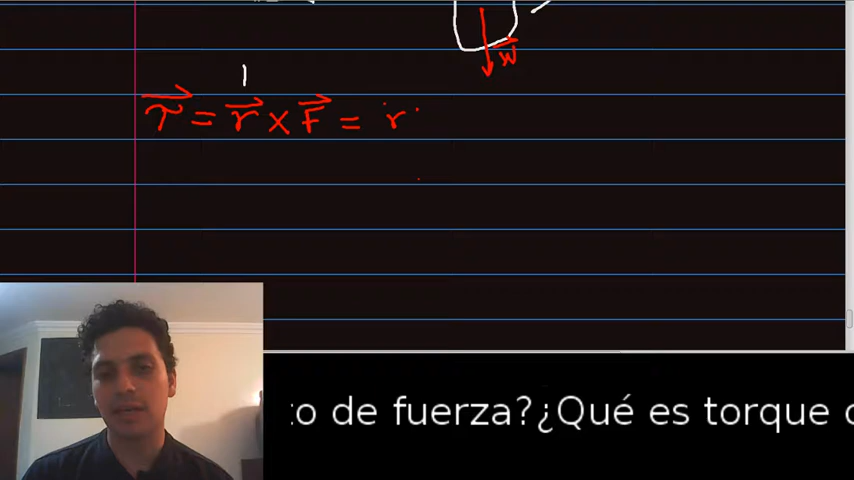 w⃗
τ⃗ = r⃗ × F⃗ = r
:o de fuerza?¿Qué es torque